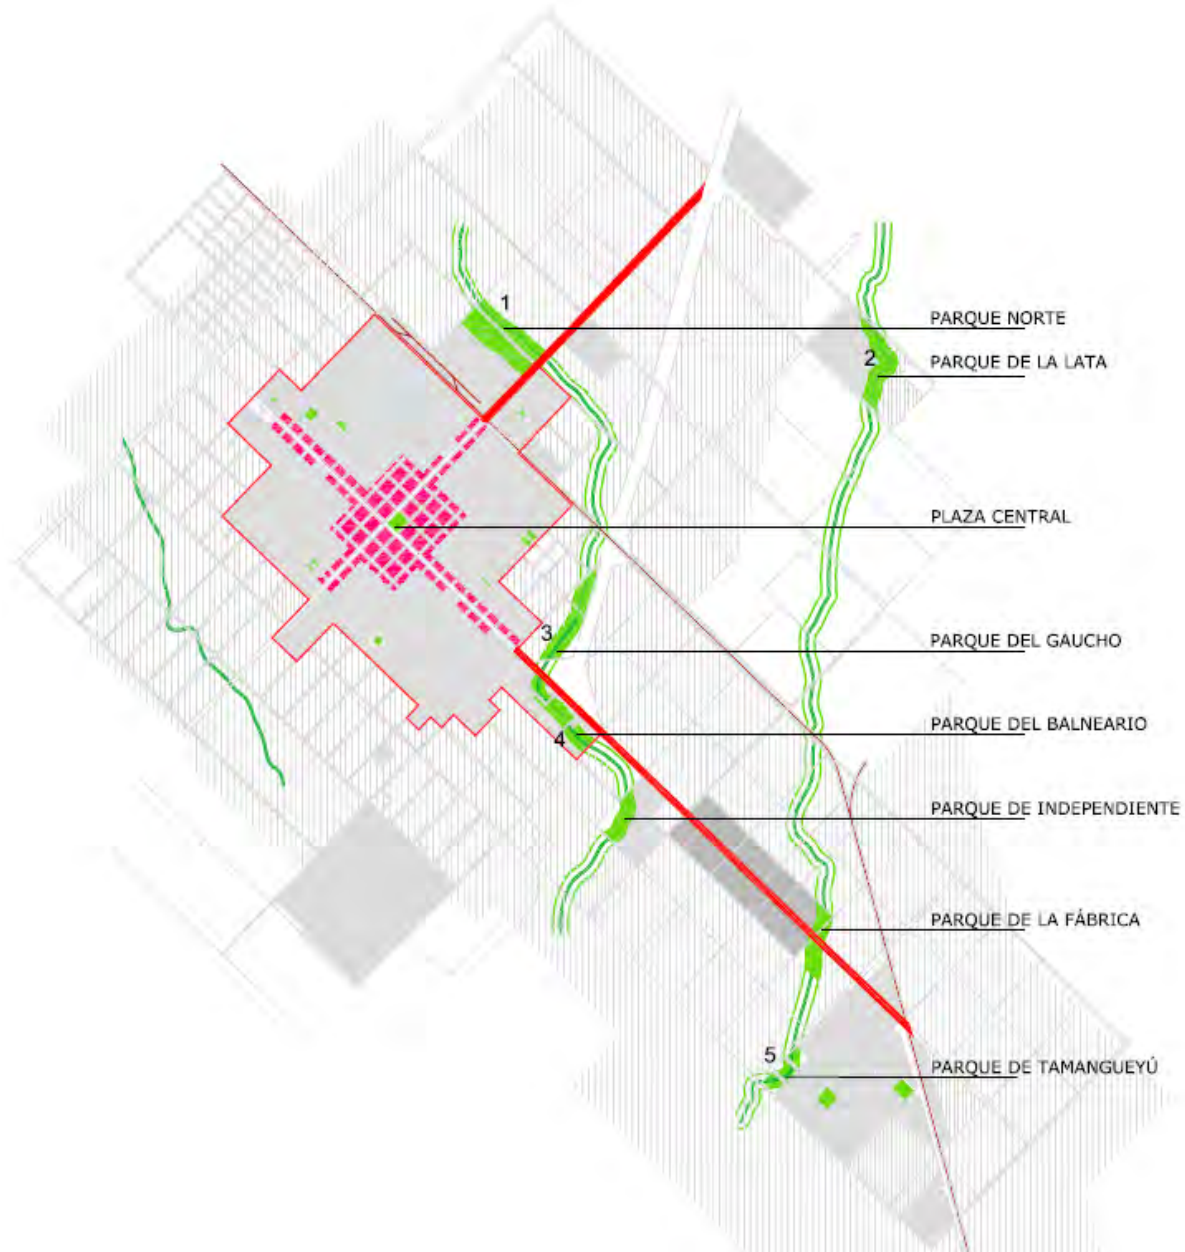 1
PARQUE NORTE
2
PARQUE DE LA LATA
PLAZA CENTRAL
3
PARQUE DEL GAUCHO
PARQUE DEL BALNEARIO
4
PARQUE DE INDEPENDIENTE
PARQUE DE LA FÁBRICA
5
PARQUE DE TAMANGUEYÚ